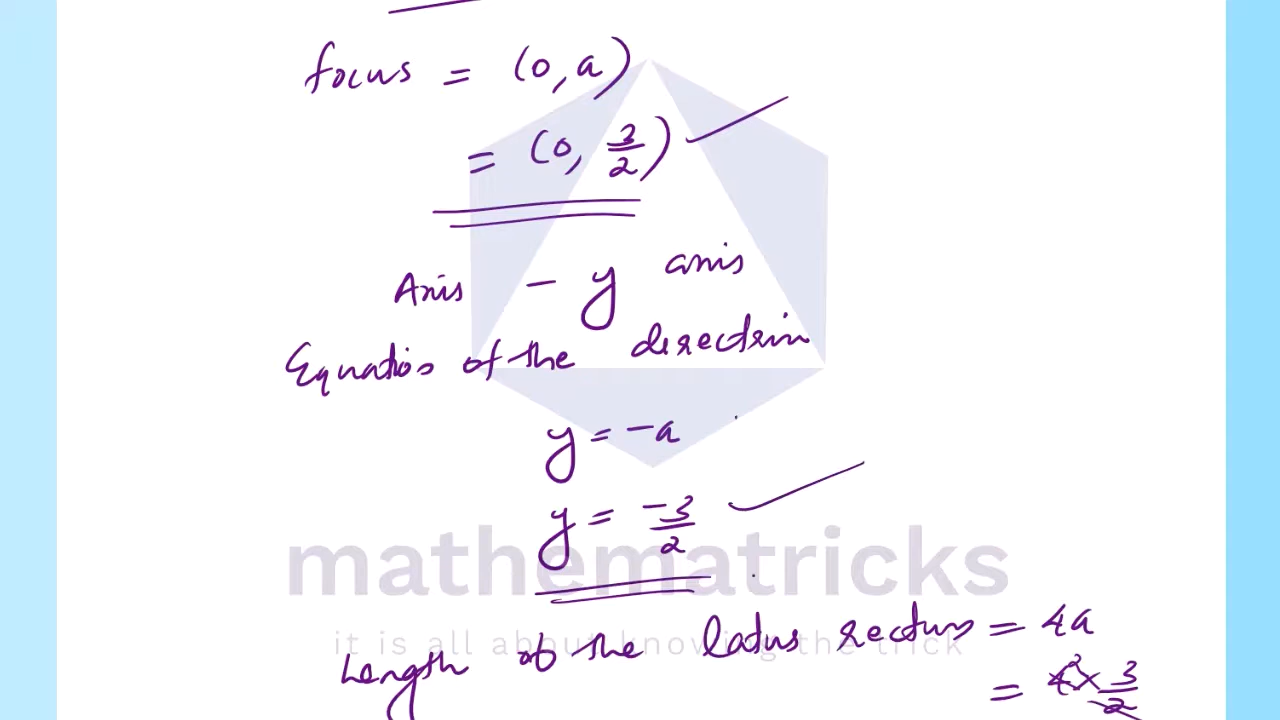 focus = (0, a)
= (0, 3/2)
Axis - y axis
Equation of the directrix
y = -a
y = -3/2
mathematricks
it is all about knowing the trick
Length of the latus rectum = 4a
= 4² × 3/2